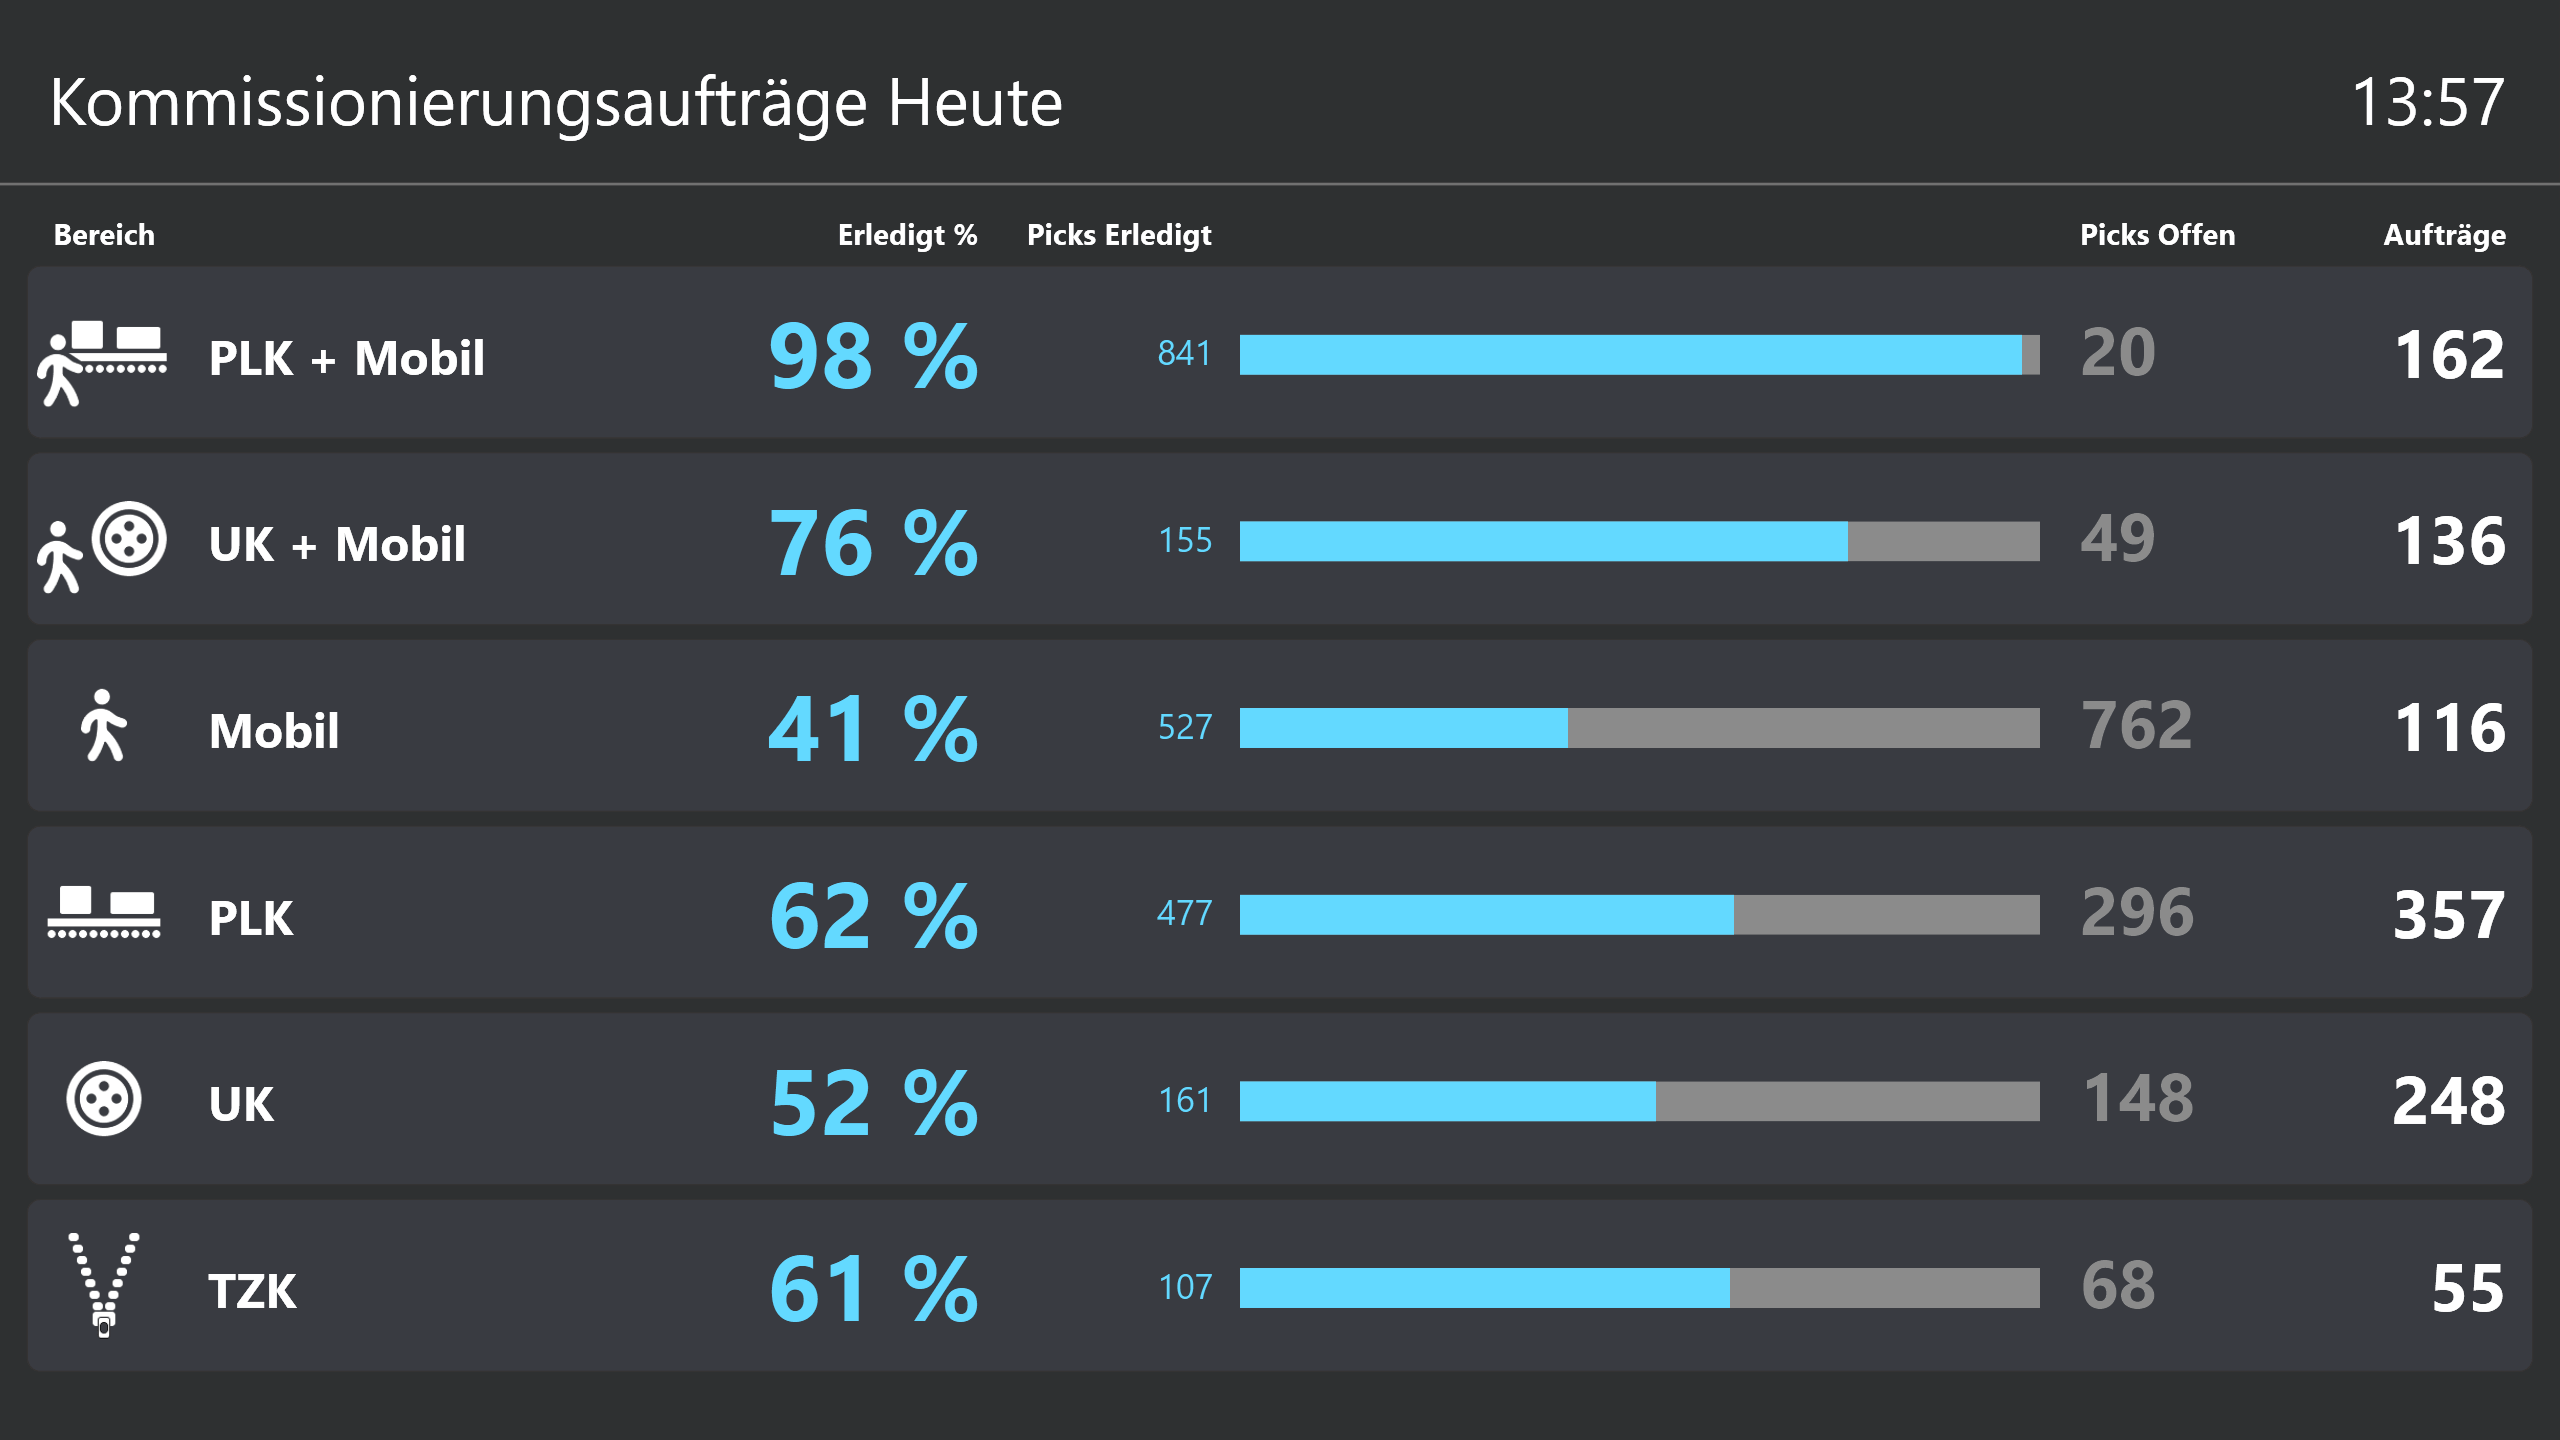 Kommissionierungsaufträge Heute 13:57
Bereich Erledigt % Picks Erledigt Picks Offen Aufträge
PLK + Mobil 98 % 841 20 162
UK + Mobil 76 % 155 49 136
Mobil 41 % 527 762 116
PLK 62 % 477 296 357
UK 52 % 161 148 248
TZK 61 % 107 68 55